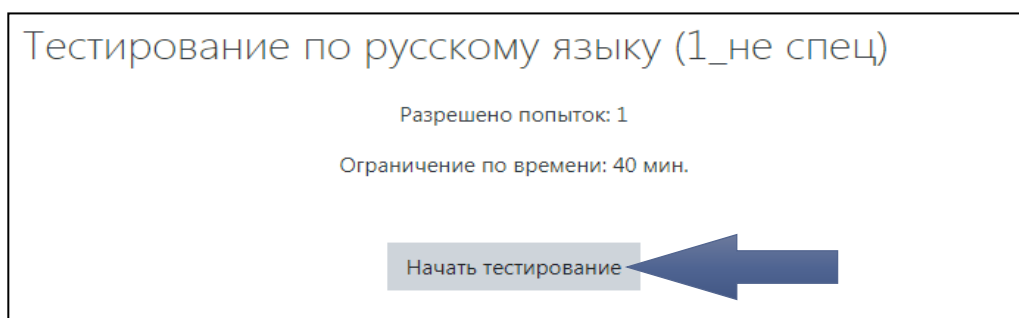 Тестирование по русскому языку (1_не спец)
Разрешено попыток: 1
Ограничение по времени: 40 мин.
Начать тестирование